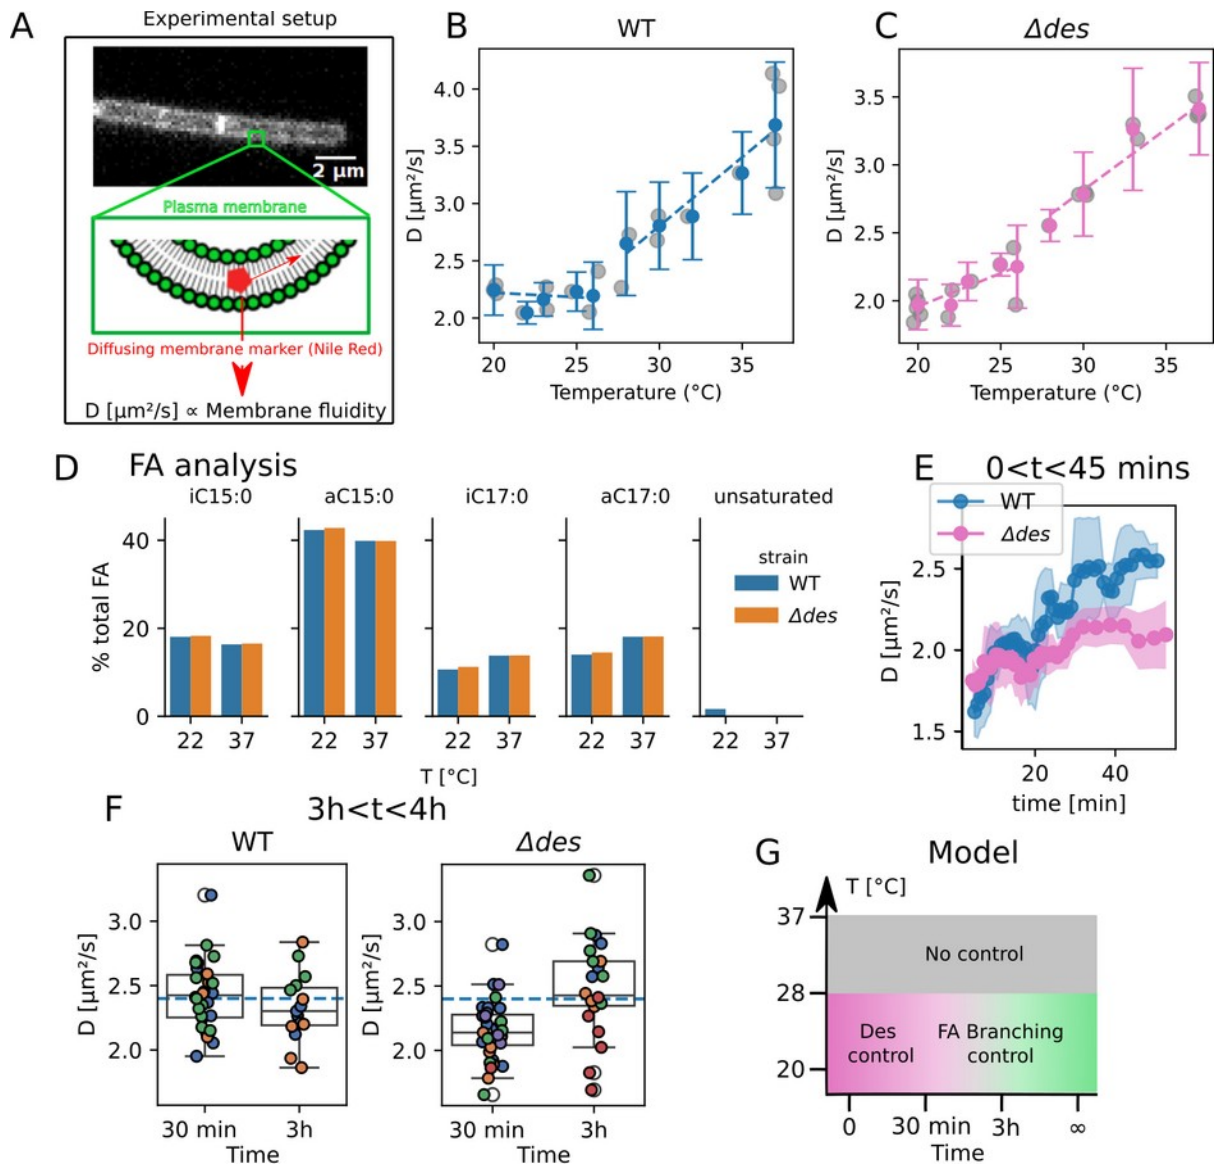 A
Experimental setup
2 μm
Plasma membrane
Diffusing membrane marker (Nile Red)
D [μm²/s] ∝ Membrane fluidity
B
WT
D [μm²/s]
4.0
3.5
3.0
2.5
2.0
20 25 30 35
Temperature (°C)
C
Δdes
D [μm²/s]
3.5
3.0
2.5
2.0
20 25 30 35
Temperature (°C)
D
FA analysis
iC15:0 aC15:0 iC17:0 aC17:0 unsaturated
% total FA
40
20
0
strain
WT
Δdes
22 37 22 37 22 37 22 37 22 37
T [°C]
E
0<t<45 mins
WT
Δdes
D [μm²/s]
2.5
2.0
1.5
20 40
time [min]
F
3h<t<4h
WT
D [μm²/s]
3.0
2.5
2.0
30 min 3h
Time
Δdes
D [μm²/s]
3.0
2.5
2.0
30 min 3h
Time
G
Model
T [°C]
37
No control
28
Des
control
FA Branching
control
20
0 30 min 3h ∞
Time